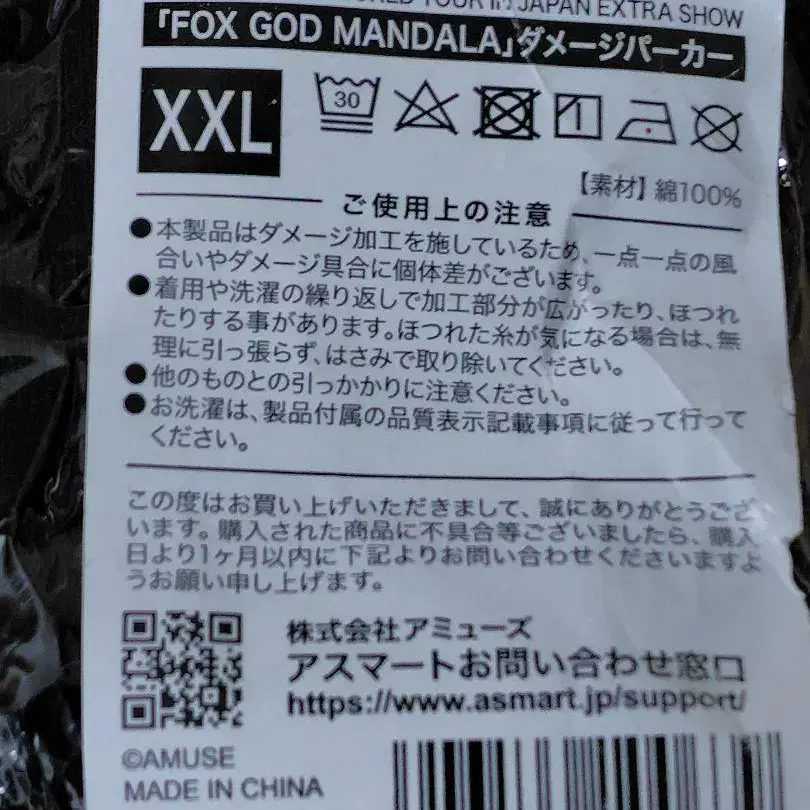 TOUR in JAPAN EXTRA SHOW
「FOX GOD MANDALA」ダメージパーカー
XXL
30
【素材】綿100%
ご使用上の注意
●本製品はダメージ加工を施しているため、一点一点の風
合いやダメージ具合に個体差がございます。
●着用や洗濯の繰り返しで加工部分が広がったり、ほつれ
たりする事があります。ほつれた糸が気になる場合は、無
理に引っ張らず、はさみで取り除いてください。
●他のものとの引っかかりに注意ください。
●お洗濯は、製品付属の品質表示記載事項に従って行って
ください。
この度はお買い上げいただきまして、誠にありがとうござ
います。購入された商品に不具合等ございましたら、購入
日より1ヶ月以内に下記よりお問い合わせくださいますよ
うお願い申し上げます。
株式会社アミューズ
アスマートお問い合わせ窓口
https://www.asmart.jp/support/
©AMUSE
MADE IN CHINA